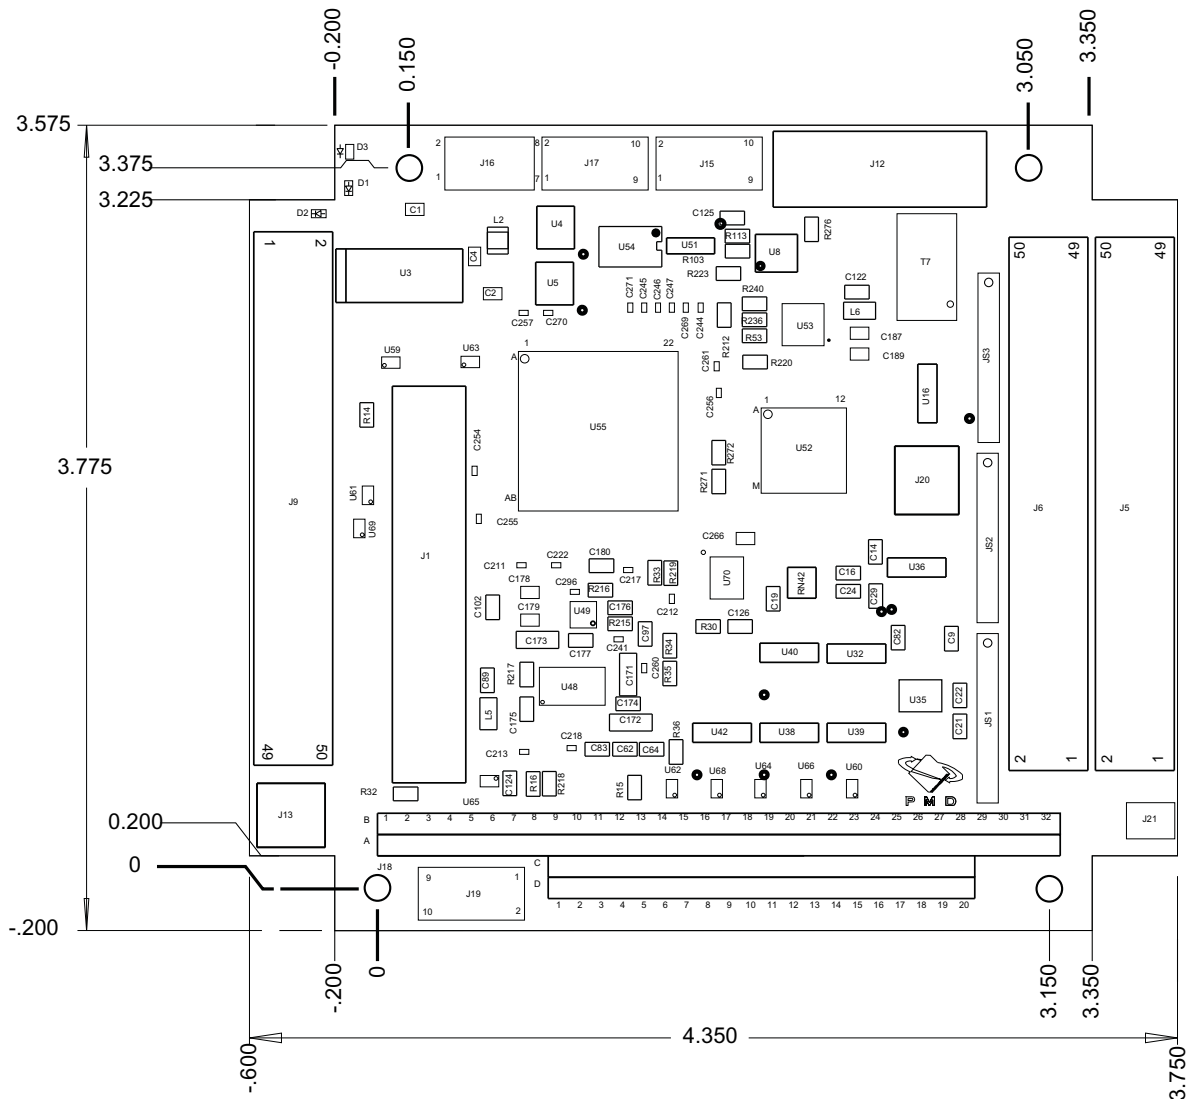 -0.200
0.150
3.050
3.350
3.575
3.375
3.225
D3
D1
D2
C1
2 8
1 7
J16
2 10
1 9
J17
2 10
1 9
J15
J12
L2
U4
C4
U3
C2
U5
U54
U51
C125
R113
R103
R223
U8
R276
T7
C122
L6
C187
C189
R240
R236
R53
R220
U53
R212
C271
C245
C246
C247
C269
C244
C257
C270
C261
C256
1 2
J9
49 50
50 49
J6
2 1
50 49
J5
2 1
JS3
JS2
JS1
U59
U63
R14
C254
C255
U61
U69
J1
1 22
A
AB
U55
1 12
A
M
U52
R272
R271
U16
J20
3.775
C266
U70
RN42
C14
U36
C16
C24
C29
C19
C82
C9
C211
C222
C180
C217
C178
C296
R216
R33
R219
C212
C102
C179
U49
C176
R215
C97
C173
C177
C241
R34
R35
C260
C171
R30
C126
U40
U32
C89
R217
U48
C174
L5
C175
C172
R36
U42
U38
U39
U35
C22
C21
C213
C218
C83
C62
C64
U62
U68
U64
U66
U60
U65
C124
R16
R218
R15
R32
J13
J21
PMD
B 1 2 3 4 5 6 7 8 9 10 11 12 13 14 15 16 17 18 19 20 21 22 23 24 25 26 27 28 29 30 31 32
A
0.200
0
J18
C
D
9 1
J19
10 2
1 2 3 4 5 6 7 8 9 10 11 12 13 14 15 16 17 18 19 20
-.200
-.200
0
3.150
3.350
4.350
-.600
3.750